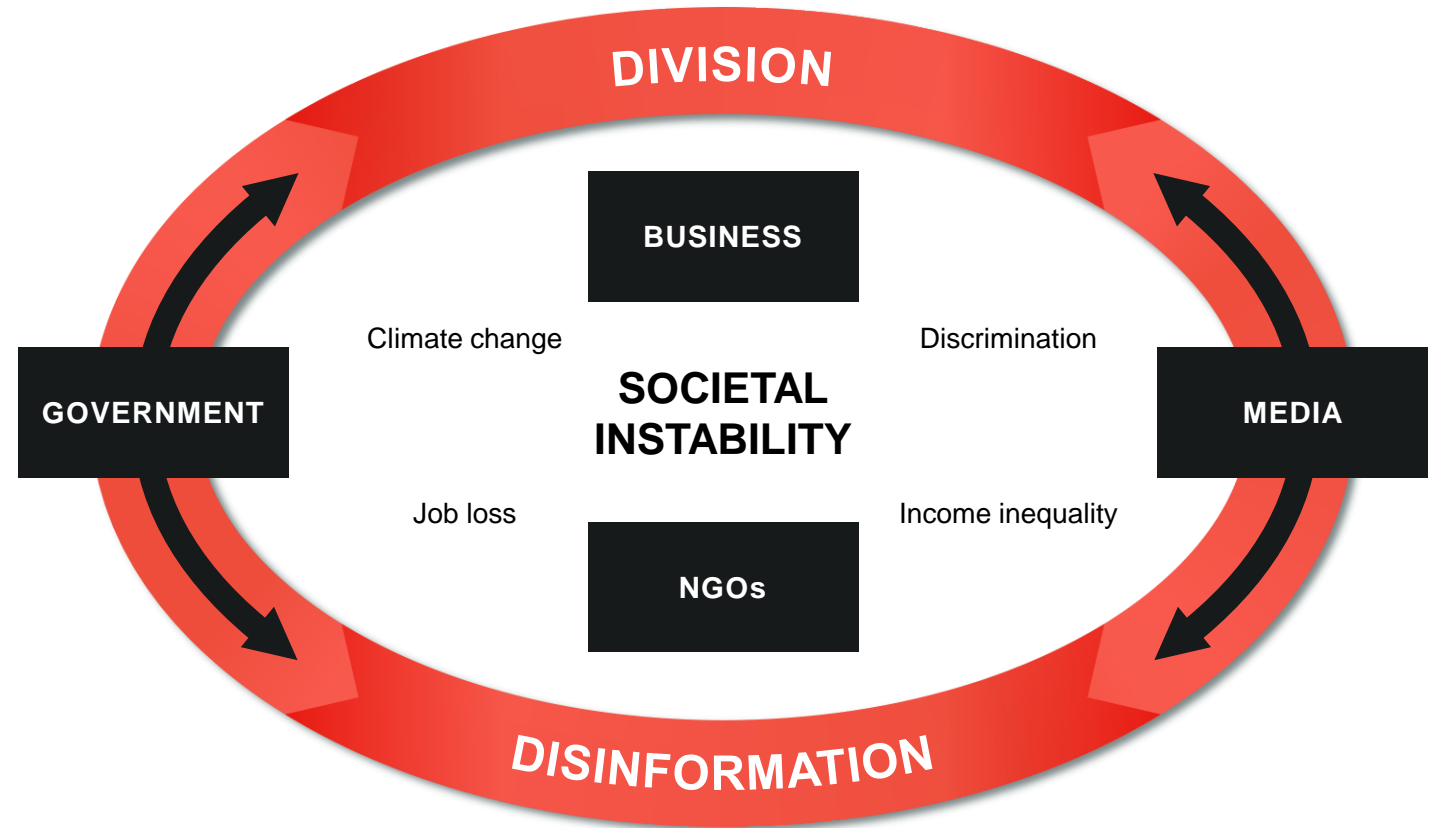 DIVISION
BUSINESS
Climate change
Discrimination
SOCIETAL
INSTABILITY
GOVERNMENT
MEDIA
Job loss
Income inequality
NGOs
DISINFORMATION